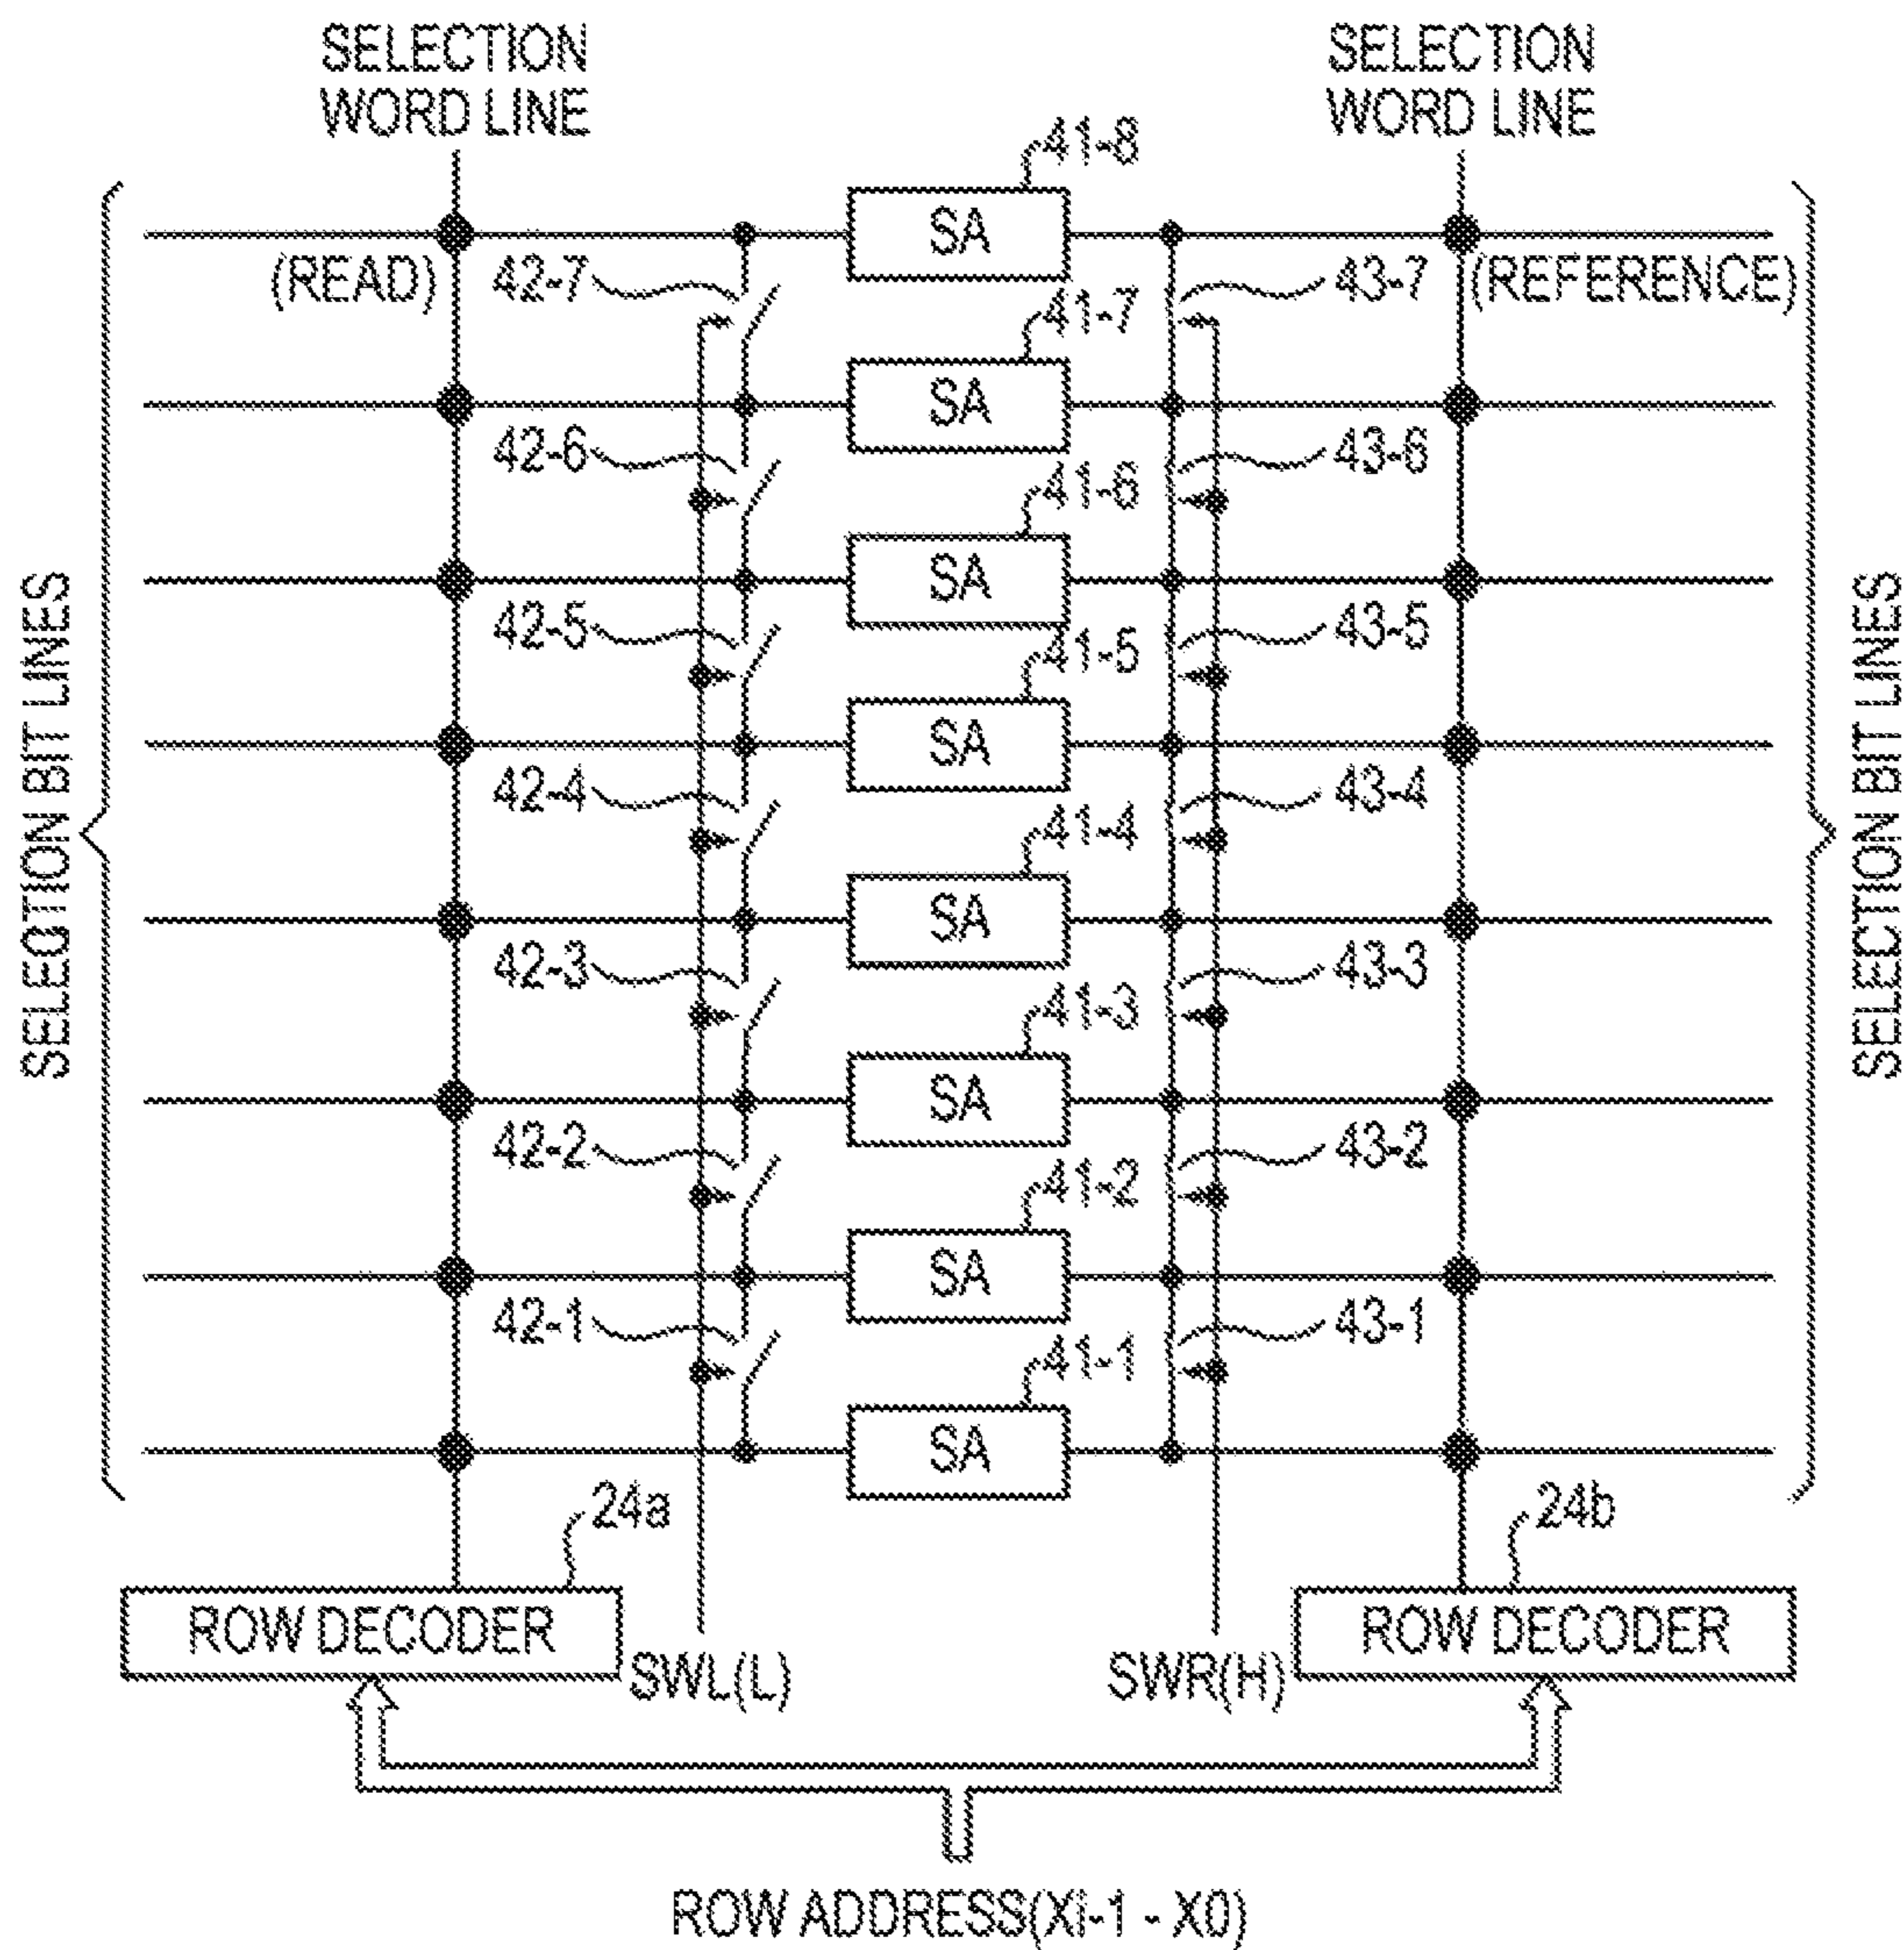 SELECTION
WORD LINE
SELECTION
WORD LINE
41-8
SA
(READ)
42-7
43-7
(REFERENCE)
41-7
SA
42-6
43-6
41-6
SA
42-5
43-5
41-5
SA
42-4
43-4
41-4
SA
42-3
43-3
41-3
SA
42-2
43-2
41-2
SA
42-1
43-1
41-1
SA
SELECTION BIT LINES
SELECTION BIT LINES
24a
24b
ROW DECODER
ROW DECODER
SWL(L)
SWR(H)
ROW ADDRESS(Xi-1 - X0)